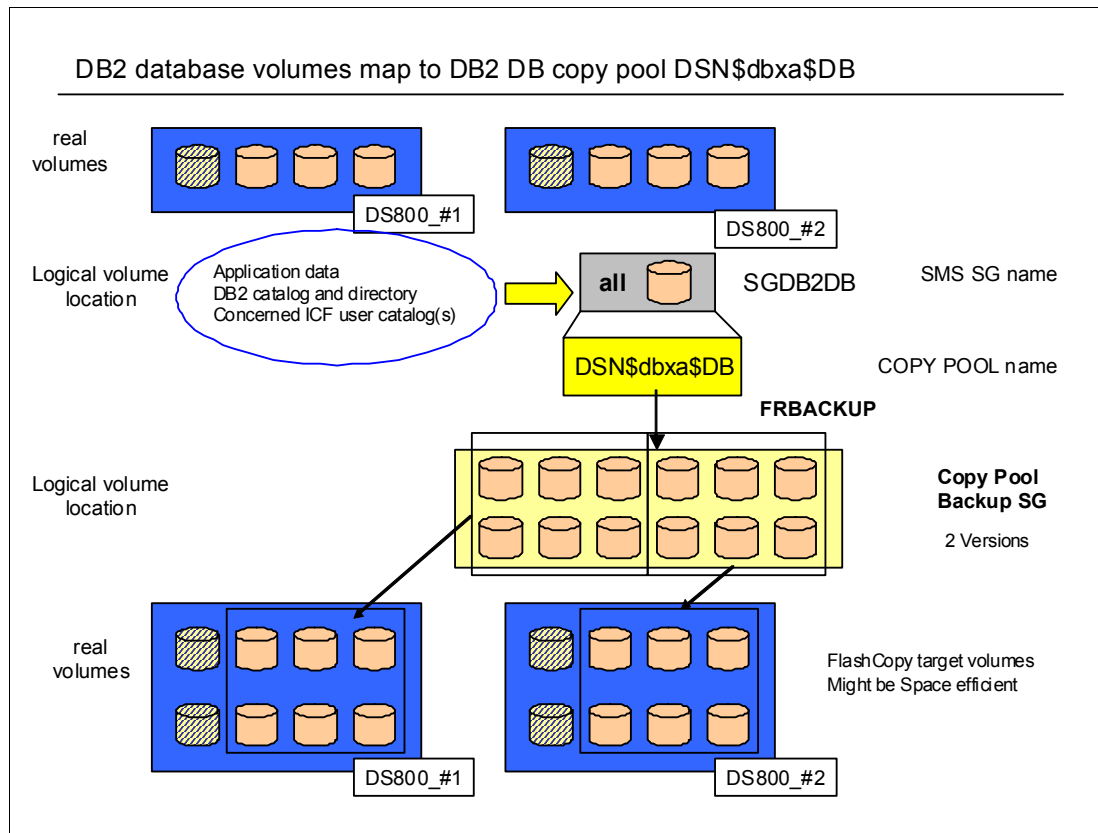 DB2 database volumes map to DB2 DB copy pool DSN$dbxa$DB
real
volumes
DS800_#1
DS800_#2
Logical volume
location
Application data
DB2 catalog and directory
Concerned ICF user catalog(s)
all
SGDB2DB
SMS SG name
DSN$dbxa$DB
COPY POOL name
FRBACKUP
Logical volume
location
Copy Pool
Backup SG
2 Versions
real
volumes
FlashCopy target volumes
Might be Space efficient
DS800_#1
DS800_#2